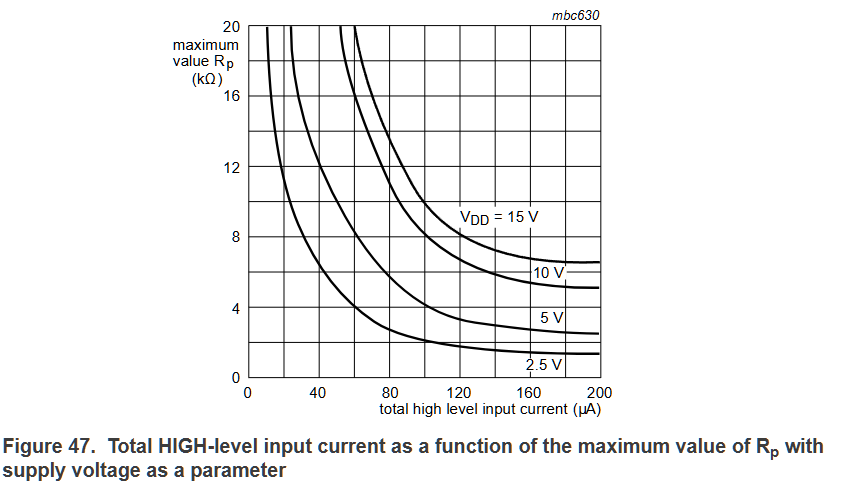 mbc630
20
maximum
value Rp
(kΩ)
16
12
VDD = 15 V
8
10 V
4
5 V
2.5 V
0
0 40 80 120 160 200
total high level input current (μA)
Figure 47. Total HIGH-level input current as a function of the maximum value of Rp with
supply voltage as a parameter